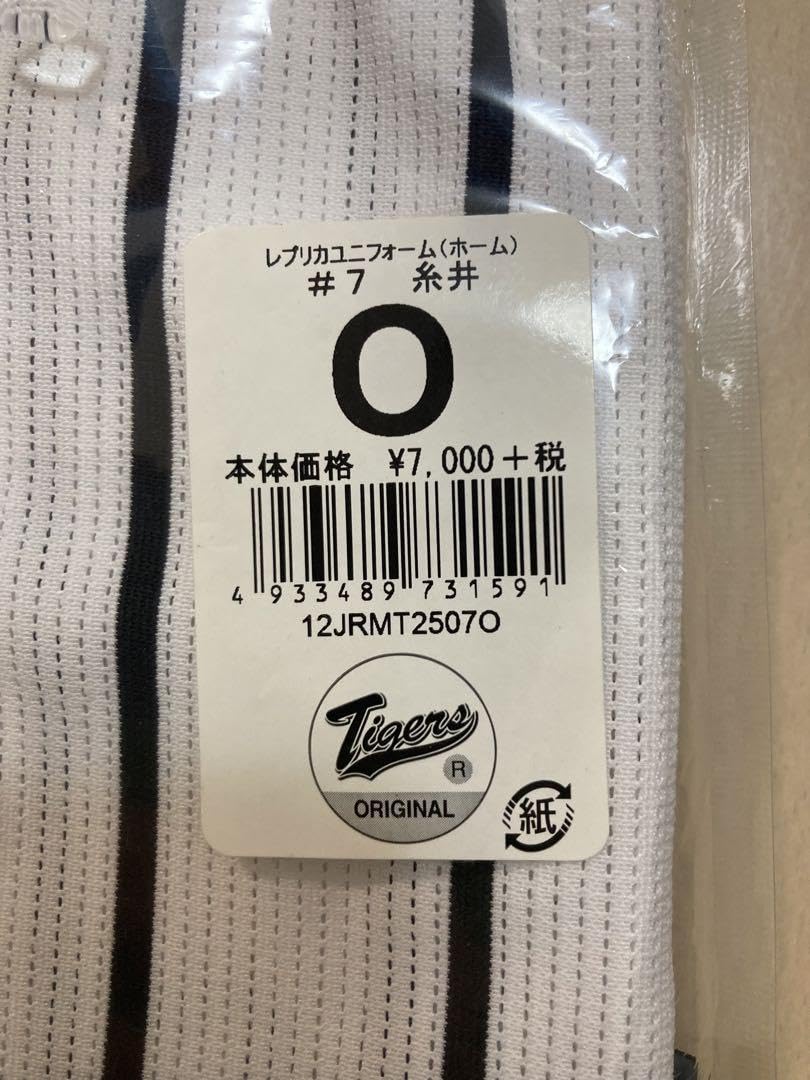 レプリカユニフォーム(ホーム)
#7 糸井
O
本体価格 ¥7,000+税
4 933489 731591
12JRMT2507O
Tigers
R
ORIGINAL
紙